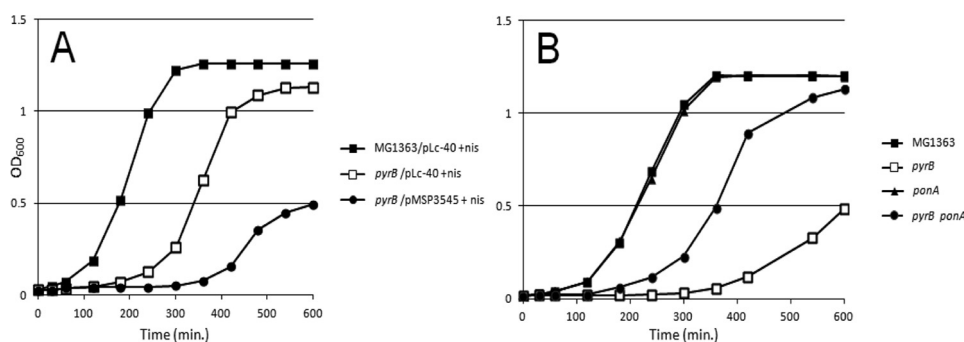 A
OD600
1.5
1
0.5
0
0 100 200 300 400 500 600
Time (min.)
MG1363/pLc-40 +nis
pyrB /pLc-40 +nis
pyrB /pMSP3545 + nis
B
1.5
1
0.5
0
0 100 200 300 400 500 600
Time (min.)
MG1363
pyrB
ponA
pyrB ponA